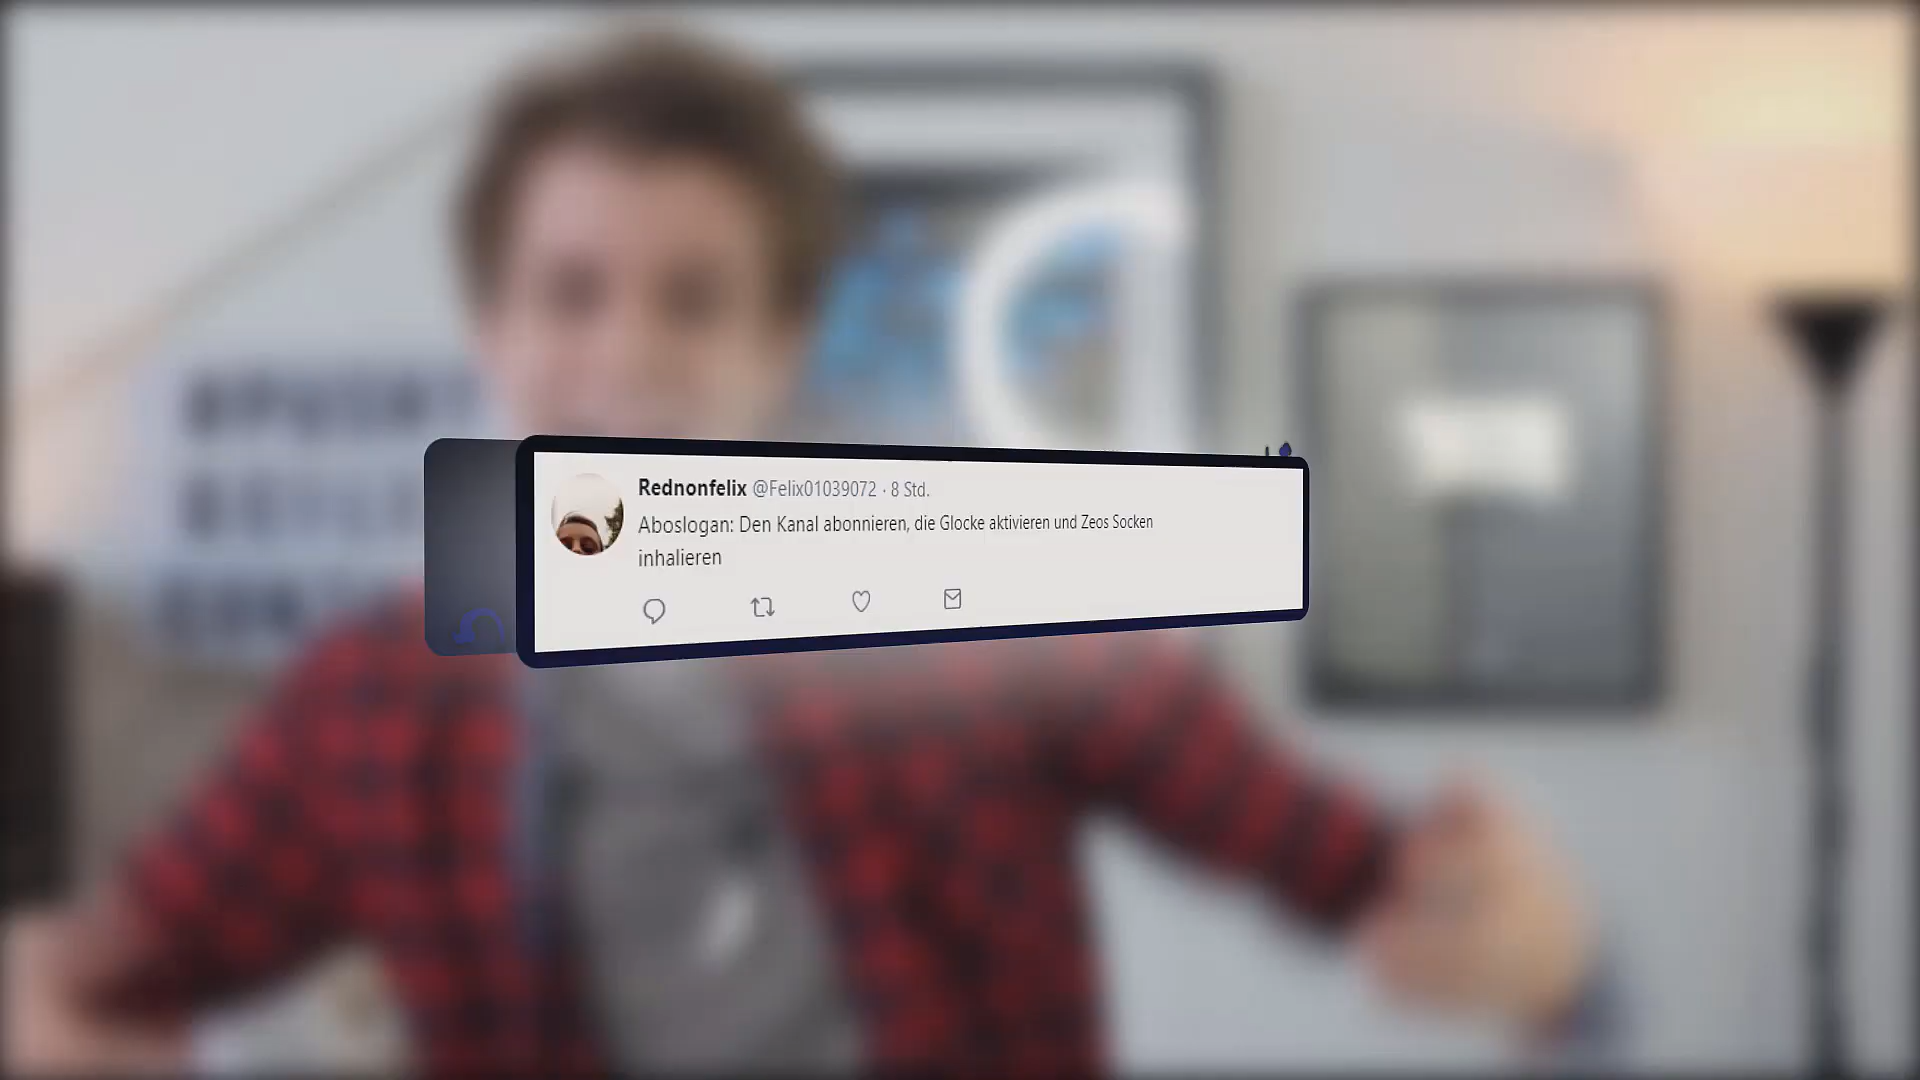 Rednonfelix @Felix01039072 · 8 Std.
Aboslogan: Den Kanal abonnieren, die Glocke aktivieren und Zeos Socken
inhalieren